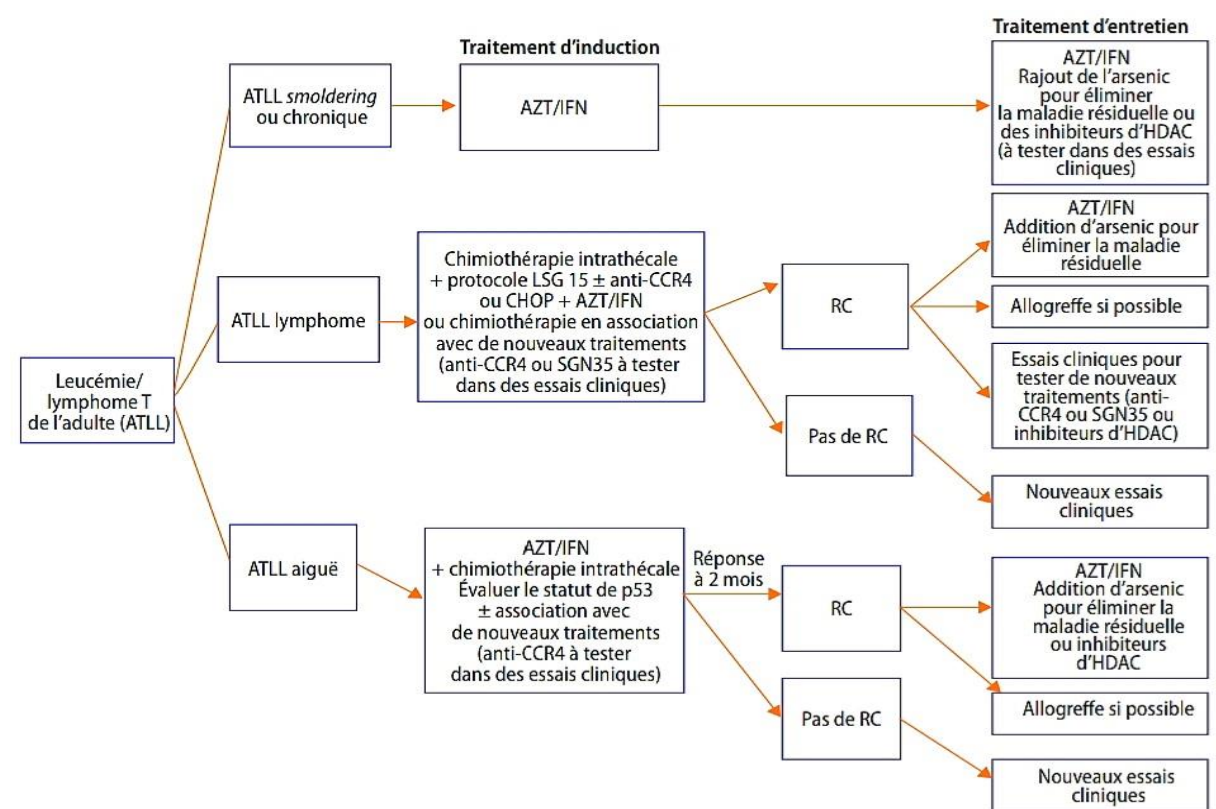 Traitement d'induction
Traitement d'entretien
Leucémie/
lymphome T
de l'adulte (ATLL)
ATLL smoldering
ou chronique
AZT/IFN
AZT/IFN
Rajout de l'arsenic
pour éliminer
la maladie résiduelle ou
des inhibiteurs d'HDAC
(à tester dans des essais
cliniques)
ATLL lymphome
Chimiothérapie intrathécale
+ protocole LSG 15 ± anti-CCR4
ou CHOP + AZT/IFN
ou chimiothérapie en association
avec de nouveaux traitements
(anti-CCR4 ou SGN35 à tester
dans des essais cliniques)
RC
AZT/IFN
Addition d'arsenic pour
éliminer la maladie
résiduelle
Allogreffe si possible
Essais cliniques pour
tester de nouveaux
traitements (anti-
CCR4 ou SGN35 ou
inhibiteurs d'HDAC)
Pas de RC
Nouveaux essais
cliniques
ATLL aiguë
AZT/IFN
+ chimiothérapie intrathécale
Évaluer le statut de p53
± association avec
de nouveaux traitements
(anti-CCR4 à tester
dans des essais cliniques)
Réponse
à 2 mois
RC
AZT/IFN
Addition d'arsenic
pour éliminer la
maladie résiduelle
ou inhibiteurs
d'HDAC
Allogreffe si possible
Pas de RC
Nouveaux essais
cliniques